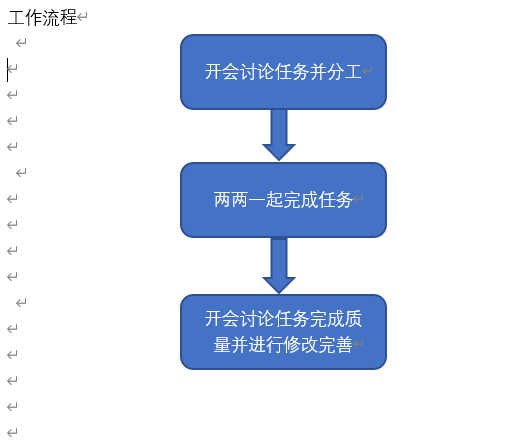 工作流程
开会讨论任务并分工
两两一起完成任务
开会讨论任务完成质
量并进行修改完善